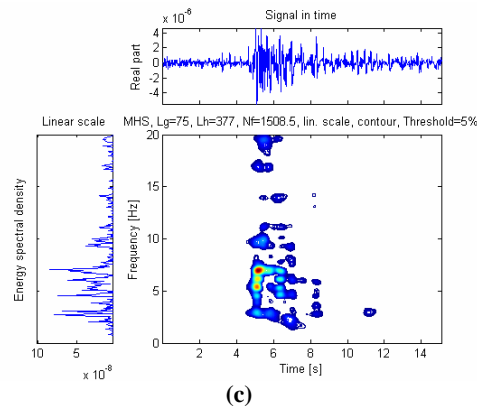 Signal in time
x 10^-6
Real part
4
2
0
-2
-4
Linear scale
MHS, Lg=75, Lh=377, Nf=1508.5, lin. scale, contour, Threshold=5%
Energy spectral density
Frequency [Hz]
20
15
10
5
0
10
5
x 10^-8
2
4
6
8
10
12
14
Time [s]
(c)